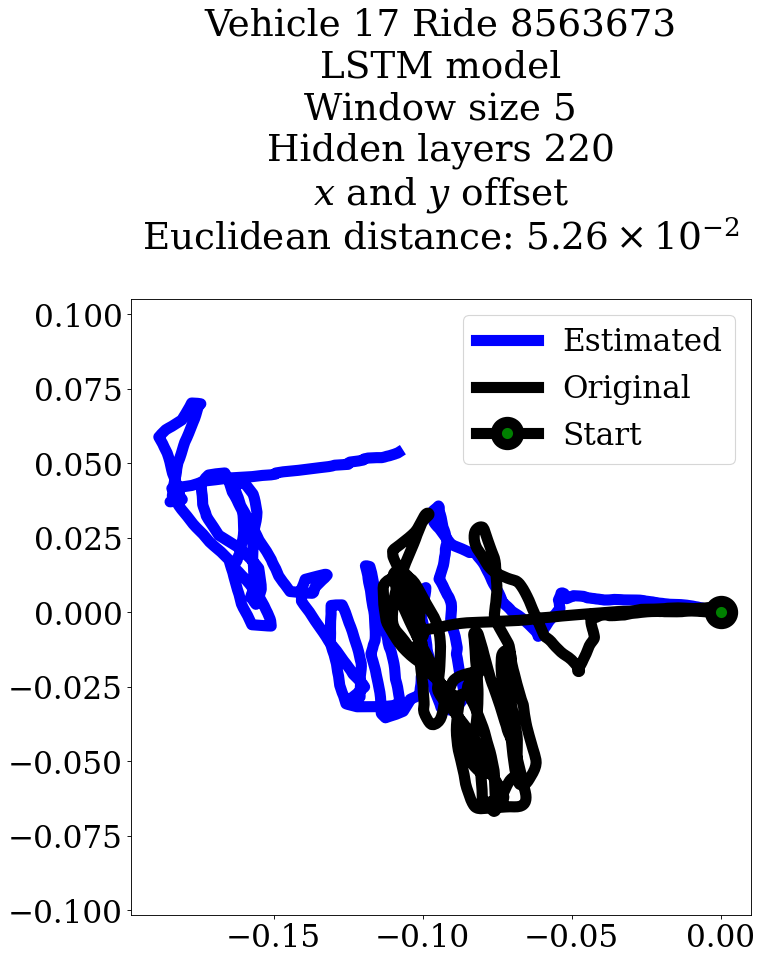 Vehicle 17 Ride 8563673
LSTM model
Window size 5
Hidden layers 220
x and y offset
Euclidean distance: 5.26 × 10⁻²
Estimated
Original
Start
0.100
0.075
0.050
0.025
0.000
−0.025
−0.050
−0.075
−0.100
−0.15 −0.10 −0.05 0.00